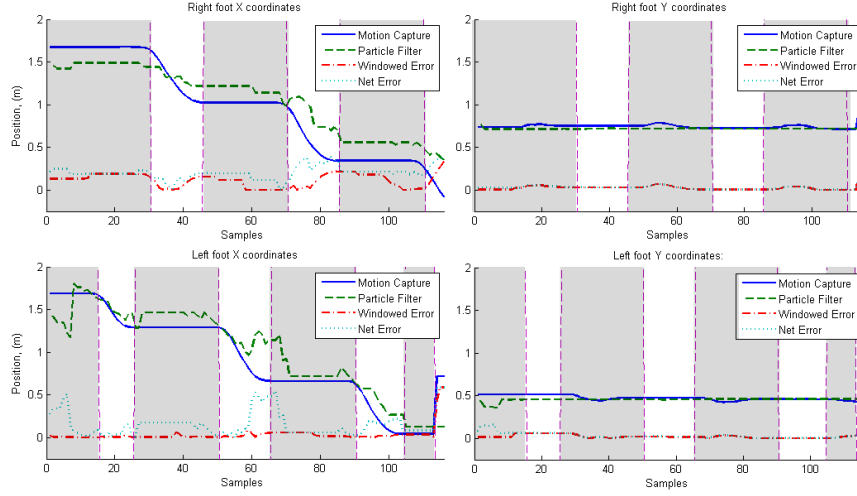 Right foot X coordinates
Position, (m)
2
1.5
1
0.5
0
0
20
40
60
80
100
Samples
Motion Capture
Particle Filter
Windowed Error
Net Error
Right foot Y coordinates
2
1.5
1
0.5
0
0
20
40
60
80
100
Samples
Motion Capture
Particle Filter
Windowed Error
Net Error
Left foot X coordinates
Position, (m)
2
1.5
1
0.5
0
0
20
40
60
80
100
Samples
Motion Capture
Particle Filter
Windowed Error
Net Error
Left foot Y coordinates:
2
1.5
1
0.5
0
0
20
40
60
80
100
Samples
Motion Capture
Particle Filter
Windowed Error
Net Error